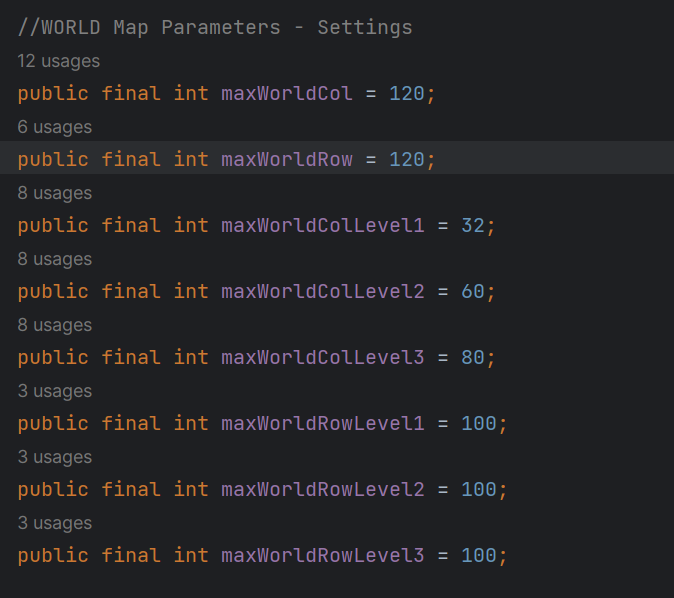 //WORLD Map Parameters - Settings
12 usages
public final int maxWorldCol = 120;
6 usages
public final int maxWorldRow = 120;
8 usages
public final int maxWorldColLevel1 = 32;
8 usages
public final int maxWorldColLevel2 = 60;
8 usages
public final int maxWorldColLevel3 = 80;
3 usages
public final int maxWorldRowLevel1 = 100;
3 usages
public final int maxWorldRowLevel2 = 100;
3 usages
public final int maxWorldRowLevel3 = 100;